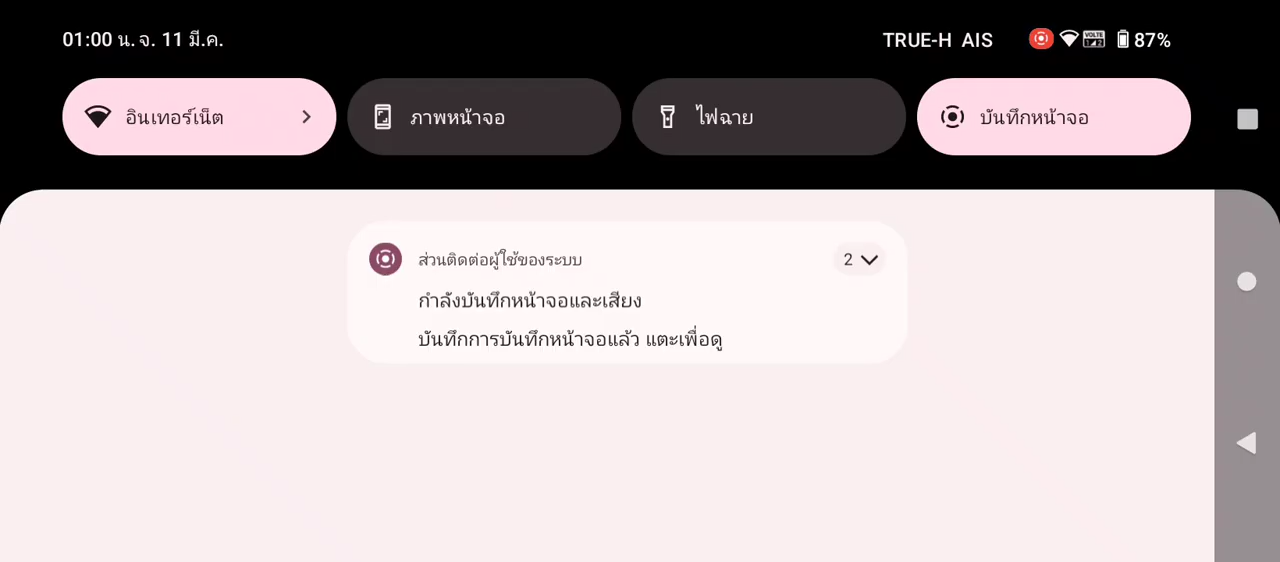 01:00 น. จ. 11 มี.ค.
TRUE-H AIS
VOLTE
1 2
87%
อินเทอร์เน็ต
ภาพหน้าจอ
ไฟฉาย
บันทึกหน้าจอ
ส่วนติดต่อผู้ใช้ของระบบ
2
กำลังบันทึกหน้าจอและเสียง
บันทึกการบันทึกหน้าจอแล้ว แตะเพื่อดู